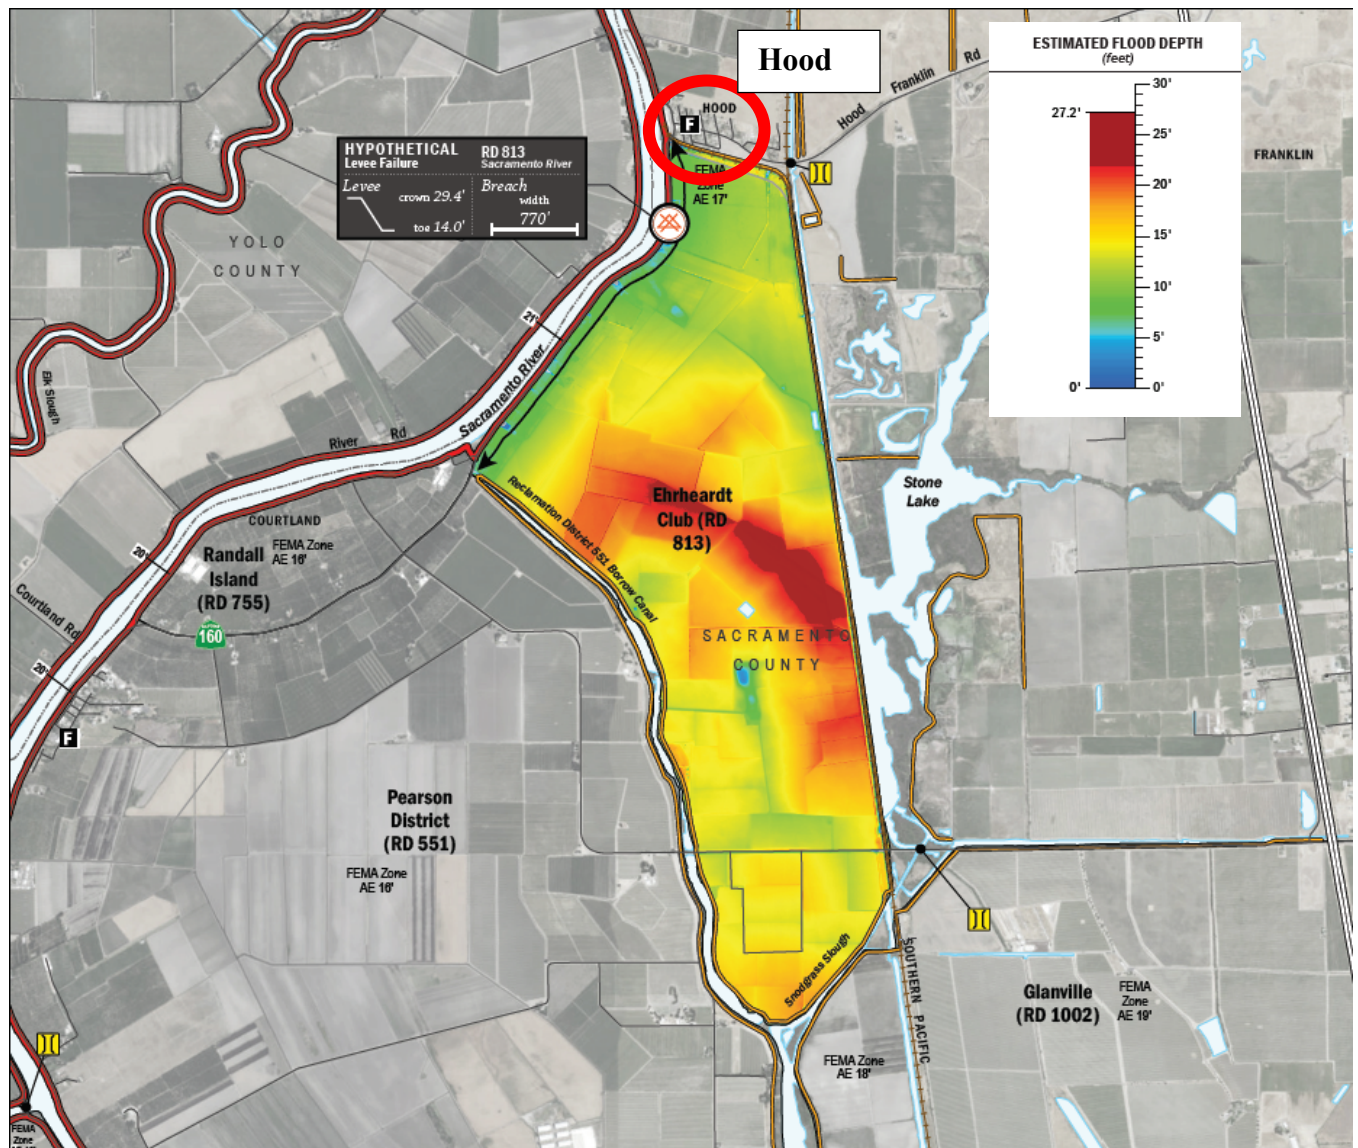 Hood
HOOD
F
Hood Franklin Rd
ESTIMATED FLOOD DEPTH
(feet)
30'
27.2'
25'
20'
15'
10'
5'
0'
0'
FRANKLIN
HYPOTHETICAL
Levee Failure
RD 813
Sacramento River
Levee
crown 29.4'
toe 14.0'
Breach
width
770'
FEMA
Zone
AE 17'
YOLO
COUNTY
Elk Slough
21'
Sacramento River
River Rd
Reclamation District 551 Borrow Canal
Ehrheardt
Club (RD
813)
Stone
Lake
COURTLAND
FEMA Zone
AE 16'
Randall
Island
(RD 755)
20'
Courtland Rd
160
20'
F
SACRAMENTO
COUNTY
Pearson
District
(RD 551)
FEMA Zone
AE 16'
Snodgrass Slough
SOUTHERN PACIFIC
Glanville
(RD 1002)
FEMA
Zone
AE 19'
FEMA Zone
AE 18'
FEMA
Zone